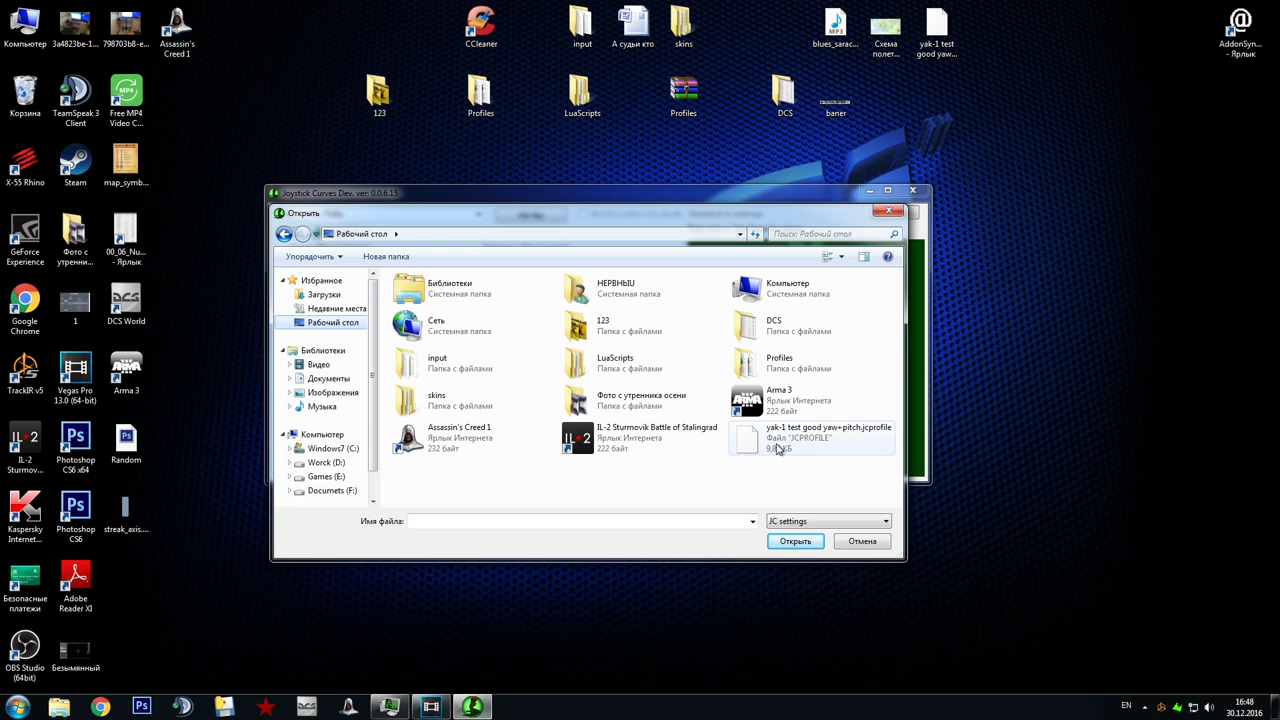 Компьютер
3a4823be-1...
798703b8-e...
Assassin's
Creed 1
CCleaner
input
А судьи кто
skins
blues_sarac...
Схема
полет...
yak-1 test
good yaw...
AddonSyn...
- Ярлык
Корзина
TeamSpeak 3
Client
MP4
Free MP4
Video C...
123
Profiles
LuaScripts
Profiles
DCS
baner
X-55 Rhino
Steam
map_symb...
GeForce
Experience
Фото с
утренни...
00_06_Nu...
- Ярлык
Google
Chrome
1
DCS World
TrackIR v5
Vegas Pro
13.0 (64-bit)
Arma 3
IL-2
Sturmov...
Photoshop
CS6 x64
Random
Kaspersky
Internet...
Photoshop
CS6
streak_axis....
Безопасные
платежи
Adobe
Reader XI
OBS Studio
(64bit)
Безымянный
Joystick Curves Dev. ver: 0.0.6.15
Открыть
Рабочий стол
Поиск: Рабочий стол
Упорядочить
Новая папка
Избранное
Загрузки
Недавние места
Рабочий стол
Библиотеки
Видео
Документы
Изображения
Музыка
Компьютер
Windows7 (C:)
Worck (D:)
Games (E:)
Documets (F:)
Библиотеки
Системная папка
НЕРВНЫЙ
Системная папка
Компьютер
Системная папка
Сеть
Системная папка
123
Папка с файлами
DCS
Папка с файлами
input
Папка с файлами
LuaScripts
Папка с файлами
Profiles
Папка с файлами
skins
Папка с файлами
Фото с утренника осени
Папка с файлами
Arma 3
Ярлык Интернета
222 байт
Assassin's Creed 1
Ярлык Интернета
232 байт
IL-2 Sturmovik Battle of Stalingrad
Ярлык Интернета
222 байт
yak-1 test good yaw+pitch.jcprofile
Файл "JCPROFILE"
КБ
Имя файла:
JC settings
Открыть
Отмена
EN
16:48
30.12.2016